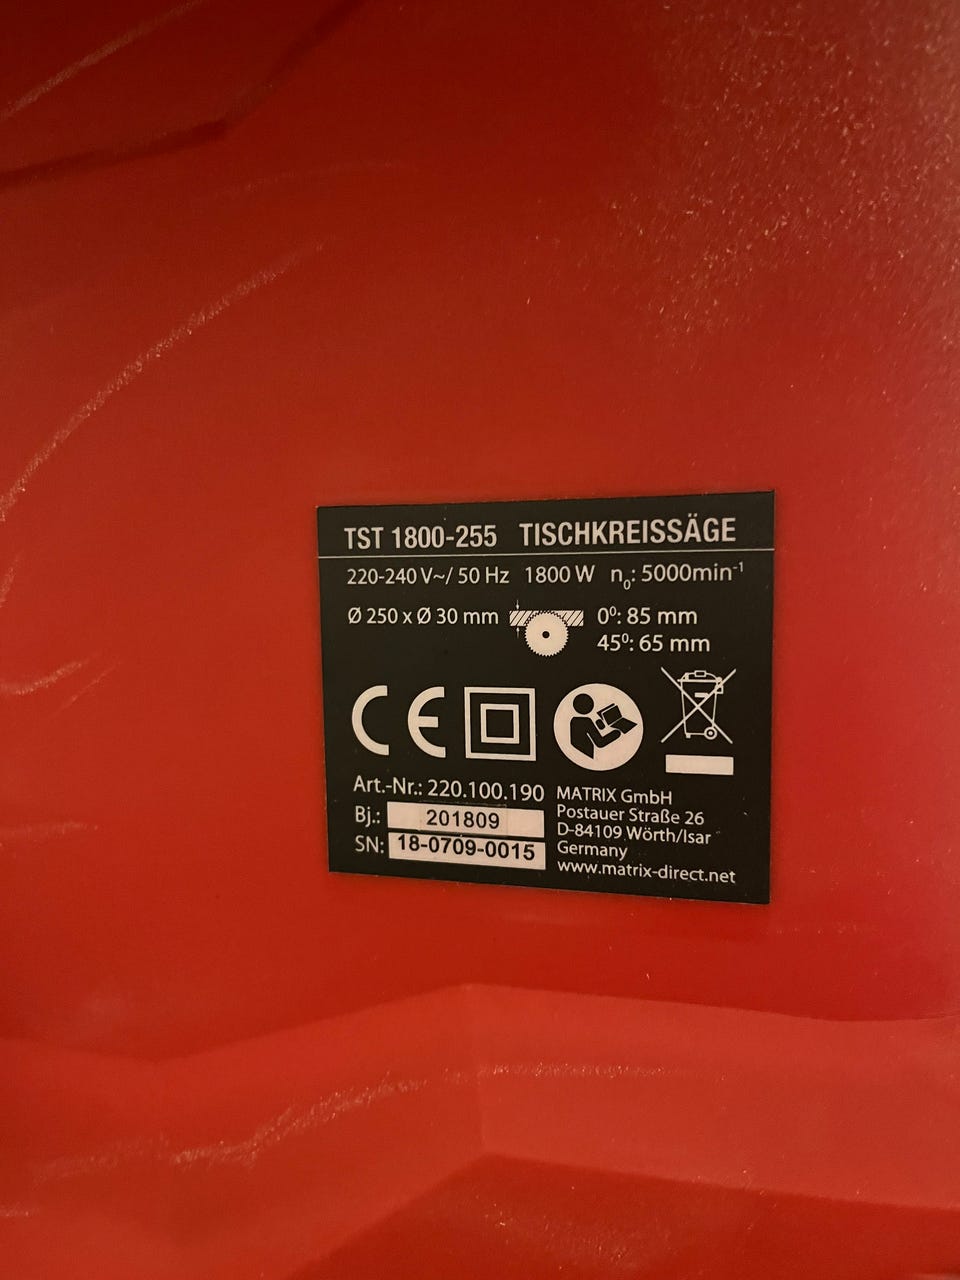 TST 1800-255 TISCHKREISSÄGE
220-240 V~/ 50 Hz 1800 W n₀: 5000min⁻¹
Ø 250 x Ø 30 mm 0⁰: 85 mm
45⁰: 65 mm
CE
Art.-Nr.: 220.100.190
Bj.: 201809
SN: 18-0709-0015
MATRIX GmbH
Postauer Straße 26
D-84109 Wörth/Isar
Germany
www.matrix-direct.net